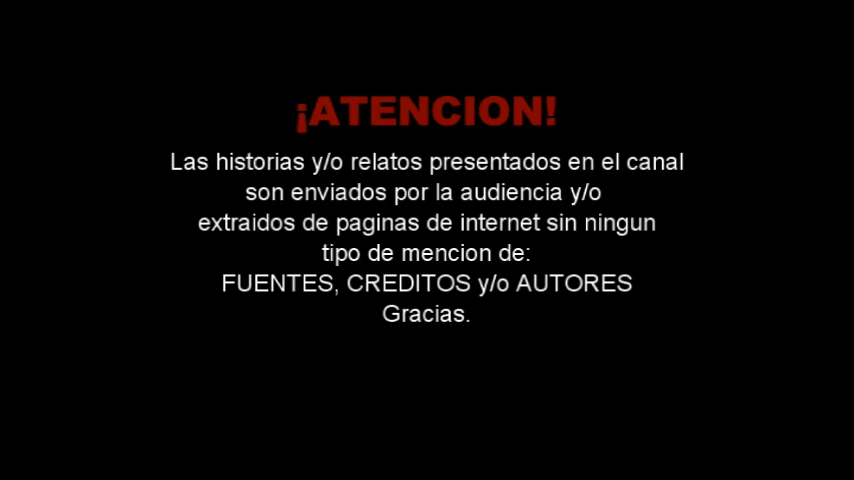 ¡ATENCION!
Las historias y/o relatos presentados en el canal
son enviados por la audiencia y/o
extraidos de paginas de internet sin ningun
tipo de mencion de:
FUENTES, CREDITOS y/o AUTORES
Gracias.